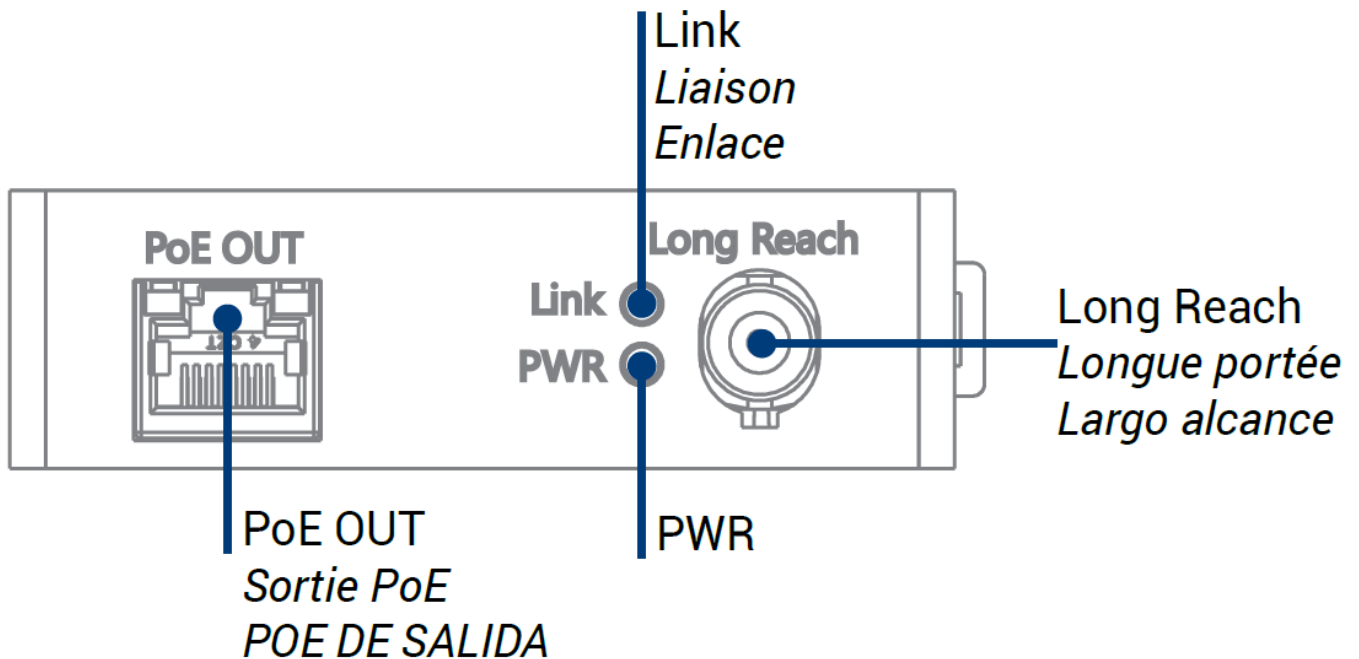 Link
Liaison
Enlace
PoE OUT
Long Reach
Link
PWR
Long Reach
Longue portée
Largo alcance
PoE OUT
Sortie PoE
POE DE SALIDA
PWR